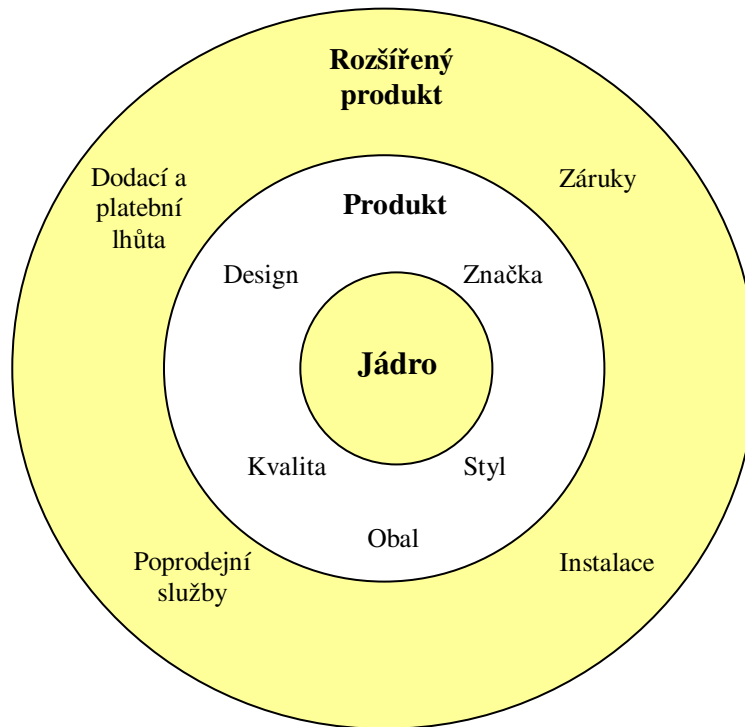 Rozšířený
produkt
Dodací a
platební
lhůta
Záruky
Produkt
Design
Značka
Jádro
Kvalita
Styl
Obal
Poprodejní
služby
Instalace